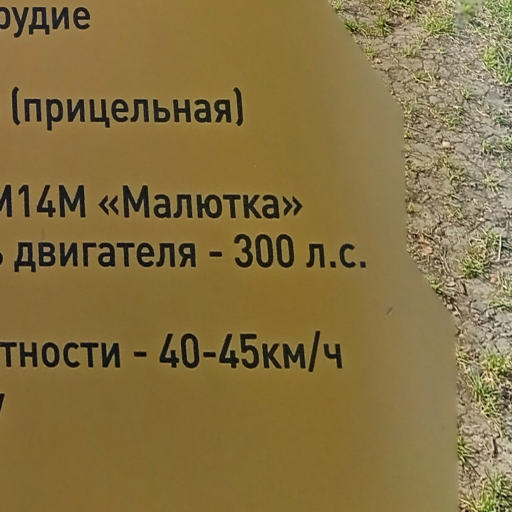 рудие
(прицельная)
М14М «Малютка»
ь двигателя - 300 л.с.
тности - 40-45км/ч